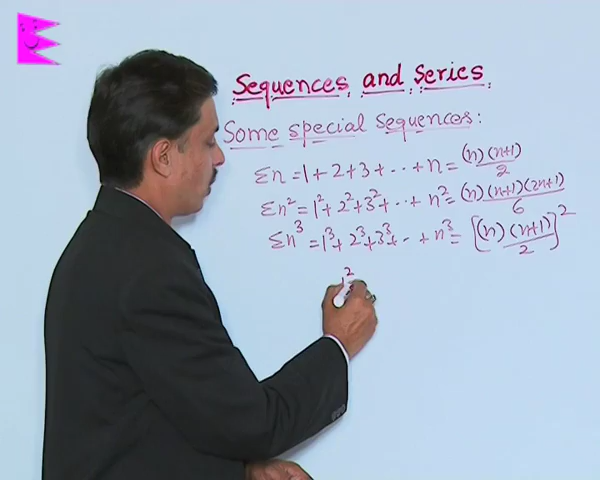 Sequences and Series
Some special Sequences:
Σn = 1 + 2 + 3 + ... + n = (n)(n+1)/2
Σn² = 1² + 2² + 3² + ... + n² = (n)(n+1)(2n+1)/6
Σn³ = 1³ + 2³ + 3³ + ... + n³ = [(n)(n+1)/2]²
1²